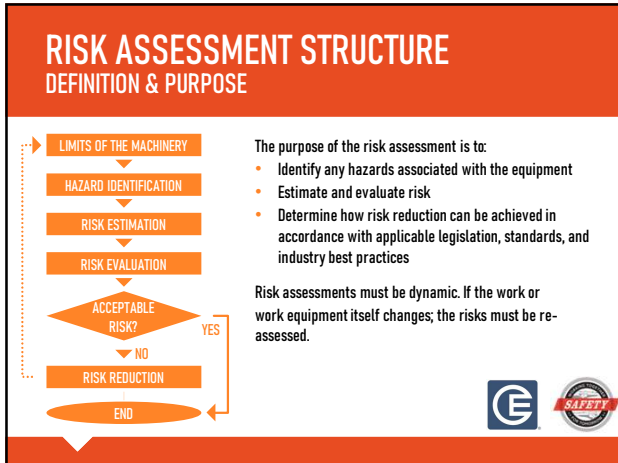 RISK ASSESSMENT STRUCTURE
DEFINITION & PURPOSE
LIMITS OF THE MACHINERY
HAZARD IDENTIFICATION
RISK ESTIMATION
RISK EVALUATION
ACCEPTABLE
RISK?
YES
NO
RISK REDUCTION
END
The purpose of the risk assessment is to:
• Identify any hazards associated with the equipment
• Estimate and evaluate risk
• Determine how risk reduction can be achieved in
accordance with applicable legislation, standards, and
industry best practices
Risk assessments must be dynamic. If the work or
work equipment itself changes; the risks must be re-
assessed.
SAFETY